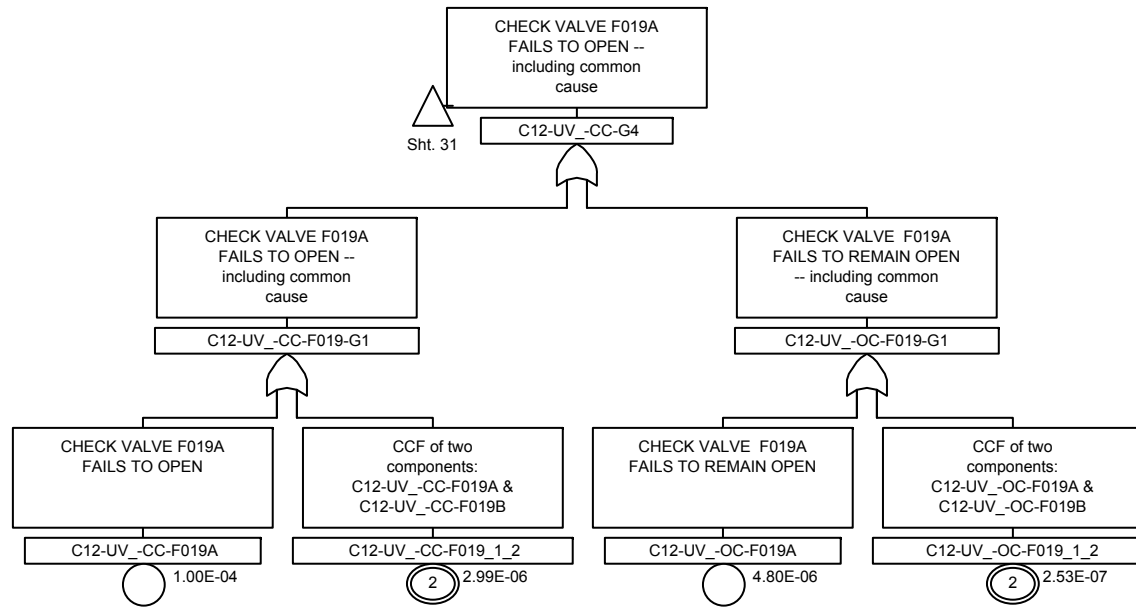 CHECK VALVE F019A
FAILS TO OPEN --
including common
cause
Sht. 31
C12-UV_-CC-G4
CHECK VALVE F019A
FAILS TO OPEN --
including common
cause
C12-UV_-CC-F019-G1
CHECK VALVE F019A
FAILS TO REMAIN OPEN
-- including common
cause
C12-UV_-OC-F019-G1
CHECK VALVE F019A
FAILS TO OPEN
C12-UV_-CC-F019A
1.00E-04
CCF of two
components:
C12-UV_-CC-F019A &
C12-UV_-CC-F019B
C12-UV_-CC-F019_1_2
2
2.99E-06
CHECK VALVE F019A
FAILS TO REMAIN OPEN
C12-UV_-OC-F019A
4.80E-06
CCF of two
components:
C12-UV_-OC-F019A &
C12-UV_-OC-F019B
C12-UV_-OC-F019_1_2
2
2.53E-07